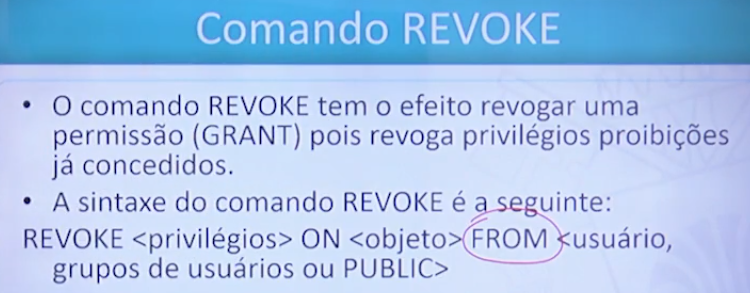 Comando REVOKE
• O comando REVOKE tem o efeito revogar uma
permissão (GRANT) pois revoga privilégios proibições
já concedidos.
• A sintaxe do comando REVOKE é a seguinte:
REVOKE <privilégios> ON <objeto> FROM <usuário,
grupos de usuários ou PUBLIC>